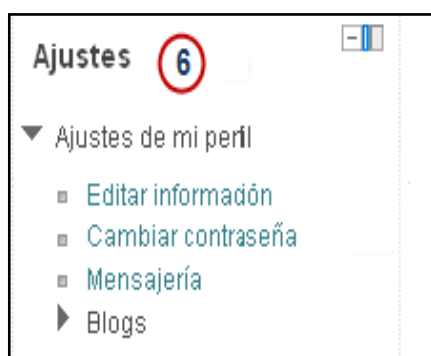 Ajustes 6
Ajustes de mi perfil
Editar información
Cambiar contraseña
Mensajería
Blogs